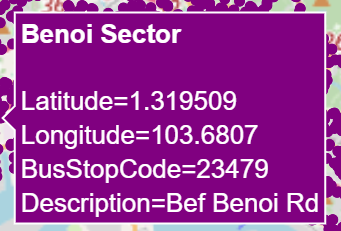 Benoi Sector
Latitude=1.319509
Longitude=103.6807
BusStopCode=23479
Description=Bef Benoi Rd